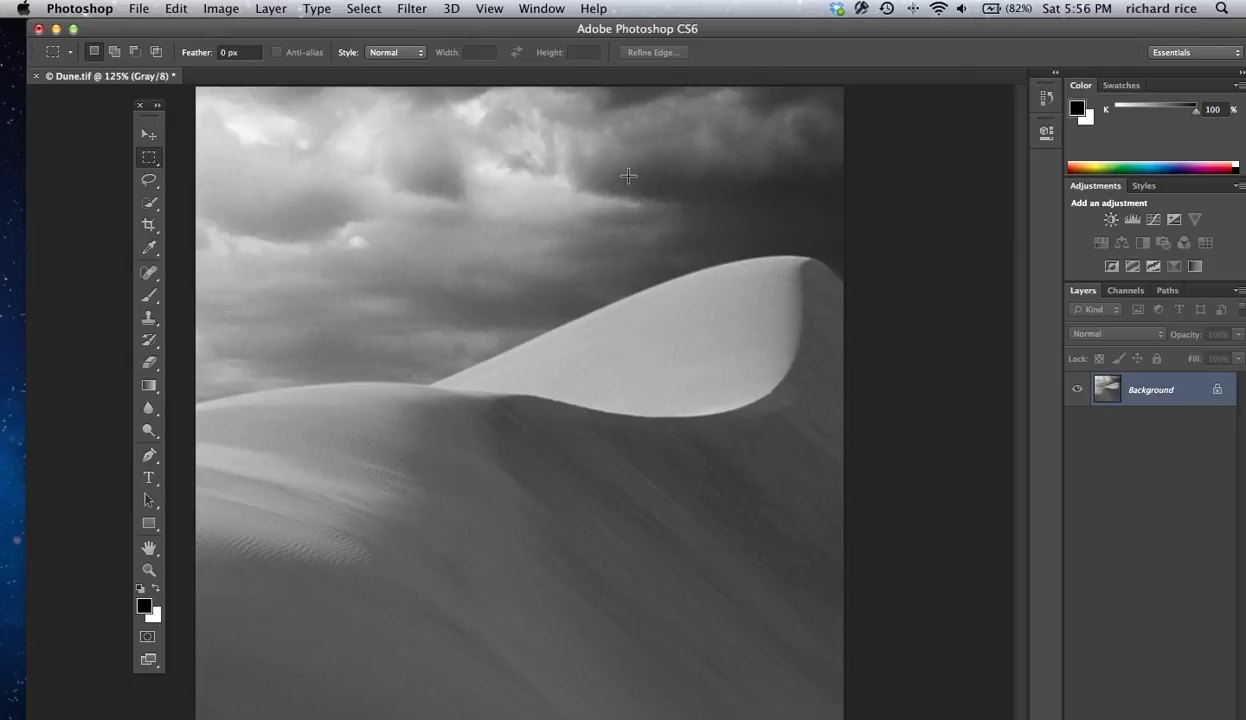 Photoshop File Edit Image Layer Type Select Filter 3D View Window Help (82%) Sat 5:56 PM richard rice
Adobe Photoshop CS6
Feather: 0 px Anti-alias Style: Normal Width: Height: Refine Edge... Essentials
× © Dune.tif @ 125% (Gray/8) *
Color Swatches
K 100 %
Adjustments Styles
Add an adjustment
Layers Channels Paths
Kind
Normal Opacity: 100%
Lock: Fill: 100%
Background
T